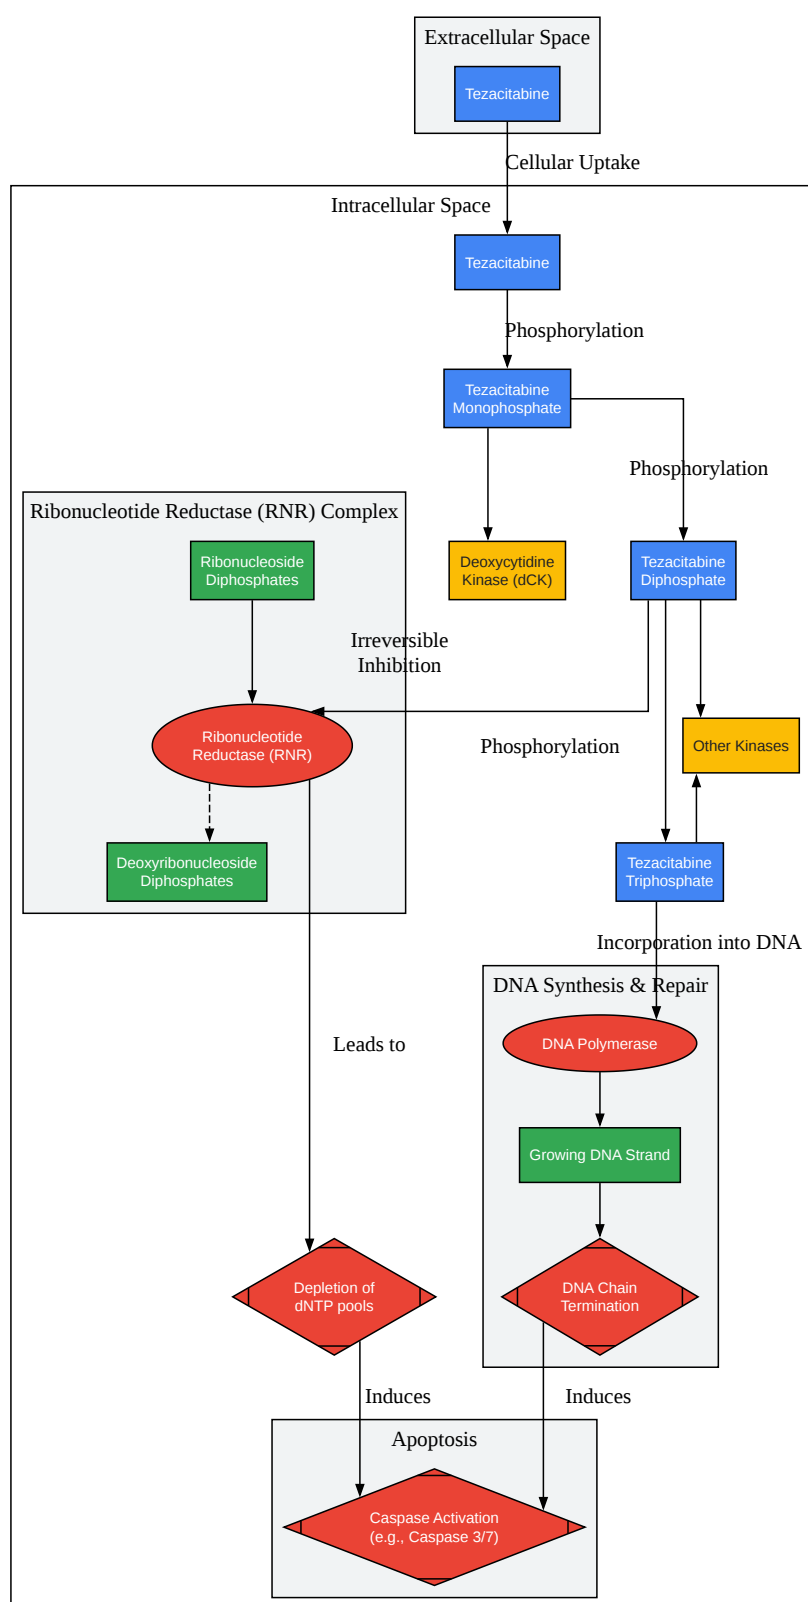 Extracellular Space
Tezacitabine
Cellular Uptake
Intracellular Space
Tezacitabine
Phosphorylation
Tezacitabine
Monophosphate
Phosphorylation
Ribonucleotide Reductase (RNR) Complex
Ribonucleoside
Diphosphates
Deoxycytidine
Kinase (dCK)
Tezacitabine
Diphosphate
Irreversible
Inhibition
Ribonucleotide
Reductase (RNR)
Phosphorylation
Other Kinases
Deoxyribonucleoside
Diphosphates
Tezacitabine
Triphosphate
Incorporation into DNA
DNA Synthesis & Repair
DNA Polymerase
Leads to
Growing DNA Strand
Depletion of
dNTP pools
DNA Chain
Termination
Induces
Induces
Apoptosis
Caspase Activation
(e.g., Caspase 3/7)